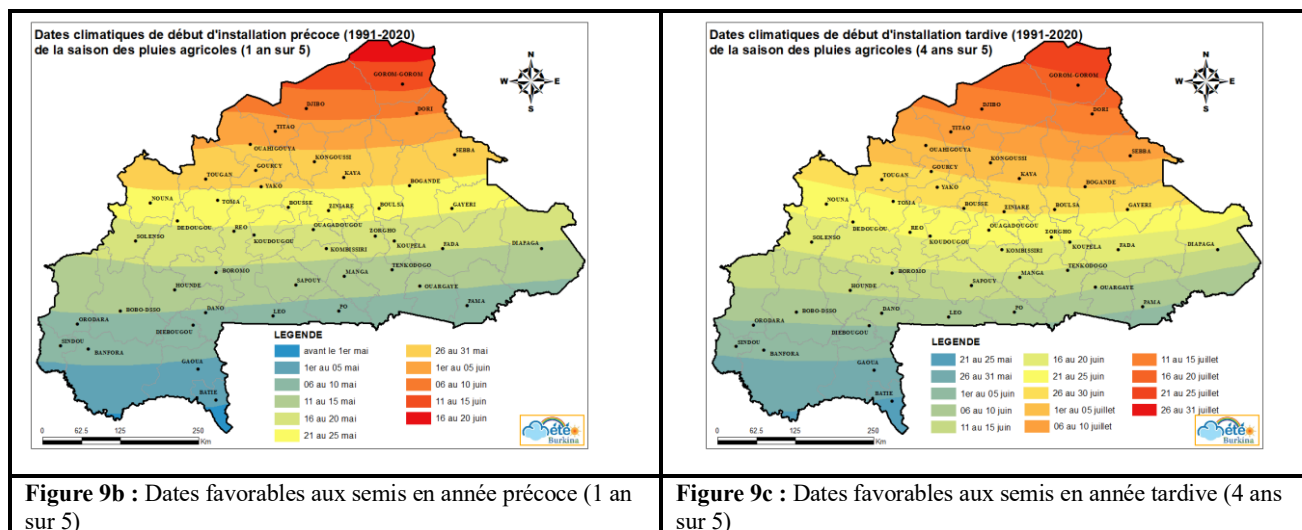 Dates climatiques de début d'installation précoce (1991-2020)
de la saison des pluies agricoles (1 an sur 5)
N
W E
S
GOROM-GOROM
DJIBO
DORI
TITAO
OUAHIGOUYA
KONGOUSSI
SEBBA
GOURCY
TOUGAN
KAYA
YAKO
BOGANDE
NOUNA
TOMA
BOUSSE
ZINIARE
BOULSA
GAYERI
DEDOUGOU
REO
OUAGADOUGOU
SOLENSO
KOUDOUGOU
ZORGHO
KOUPELA
KOMBISSIRI
FADA
DIAPAGA
BOROMO
MANGA
TENKODOGO
HOUNDE
SAPOUY
OUARGAYE
PAMA
BOBO-DSSO
DANO
LEO
PO
ORODARA
DIEBOUGOU
SINDOU
BANFORA
GAOUA
BATIE
LEGENDE
avant le 1er mai
1er au 05 mai
06 au 10 mai
11 au 15 mai
16 au 20 mai
21 au 25 mai
26 au 31 mai
1er au 05 juin
06 au 10 juin
11 au 15 juin
16 au 20 juin
0 62.5 125 250
Km
été
Burkina
Figure 9b : Dates favorables aux semis en année précoce (1 an
sur 5)
Dates climatiques de début d'installation tardive (1991-2020)
de la saison des pluies agricoles (4 ans sur 5)
N
W E
S
GOROM-GOROM
DJIBO
DORI
TITAO
OUAHIGOUYA
KONGOUSSI
SEBBA
GOURCY
TOUGAN
KAYA
YAKO
BOGANDE
NOUNA
TOMA
BOUSSE
ZINIARE
BOULSA
GAYERI
DEDOUGOU
REO
OUAGADOUGOU
SOLENSO
KOUDOUGOU
ZORGHO
KOUPELA
KOMBISSIRI
FADA
DIAPAGA
BOROMO
MANGA
TENKODOGO
HOUNDE
SAPOUY
OUARGAYE
PAMA
BOBO-DSSO
DANO
LEO
PO
ORODARA
DIEBOUGOU
SINDOU
BANFORA
GAOUA
BATIE
LEGENDE
21 au 25 mai
26 au 31 mai
1er au 05 juin
06 au 10 juin
11 au 15 juin
16 au 20 juin
21 au 25 juin
26 au 30 juin
1er au 05 juillet
06 au 10 juillet
11 au 15 juillet
16 au 20 juillet
21 au 25 juillet
26 au 31 juillet
0 62.5 125 250
Km
été
Burkina
Figure 9c : Dates favorables aux semis en année tardive (4 ans
sur 5)